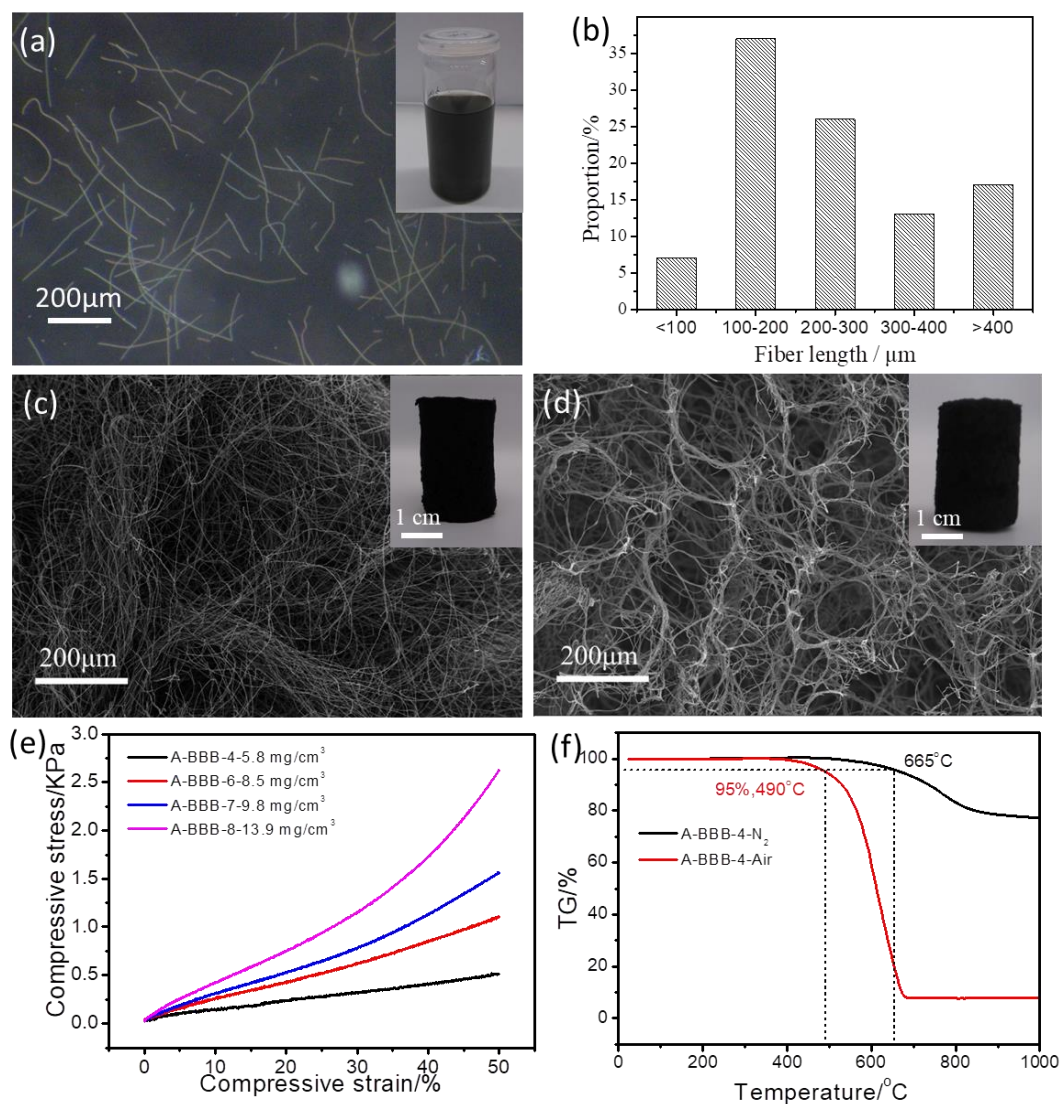 (a)
200μm
(b)
Proportion/%
35
30
25
20
15
10
5
0
<100
100-200
200-300
300-400
>400
Fiber length / μm
(c)
1 cm
200μm
(d)
1 cm
200μm
(e)
Compressive stress/KPa
3.0
2.5
2.0
1.5
1.0
0.5
0.0
A-BBB-4-5.8 mg/cm³
A-BBB-6-8.5 mg/cm³
A-BBB-7-9.8 mg/cm³
A-BBB-8-13.9 mg/cm³
0
10
20
30
40
50
Compressive strain/%
(f)
TG/%
100
80
60
40
20
0
665°C
95%,490°C
A-BBB-4-N₂
A-BBB-4-Air
0
200
400
600
800
1000
Temperature/°C